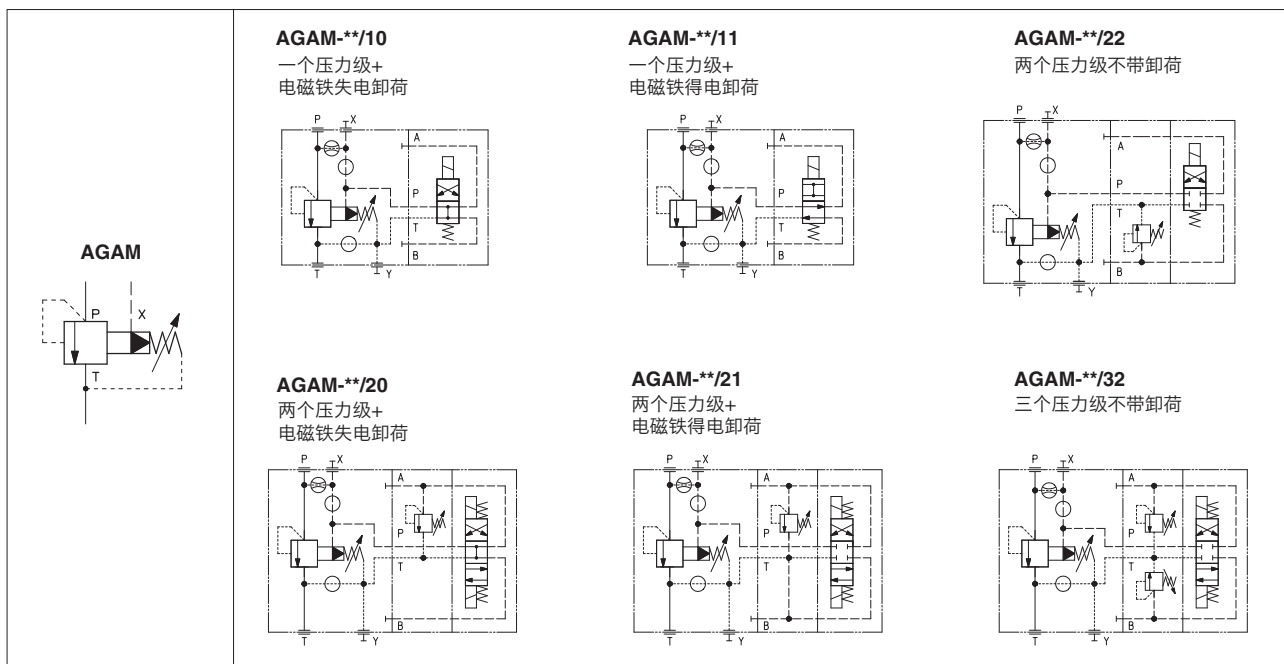 AGAM
P
X
T
AGAM-**/10
一个压力级+
电磁铁失电卸荷
P
X
A
P
T
B
T
Y
AGAM-**/11
一个压力级+
电磁铁得电卸荷
P
X
A
P
T
B
T
Y
AGAM-**/22
两个压力级不带卸荷
P
X
A
P
T
B
T
Y
AGAM-**/20
两个压力级+
电磁铁失电卸荷
P
X
A
P
T
B
T
Y
AGAM-**/21
两个压力级+
电磁铁得电卸荷
P
X
A
P
T
B
T
Y
AGAM-**/32
三个压力级不带卸荷
P
X
A
P
T
B
T
Y